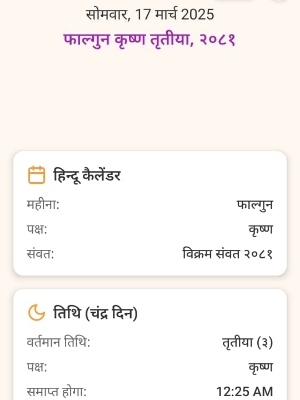 सोमवार, 17 मार्च 2025
फाल्गुन कृष्ण तृतीया, २०८१
हिन्दू कैलेंडर
महीना: फाल्गुन
पक्ष: कृष्ण
संवत: विक्रम संवत २०८१
तिथि (चंद्र दिन)
वर्तमान तिथि: तृतीया (३)
पक्ष: कृष्ण
समाप्त होगा: 12:25 AM